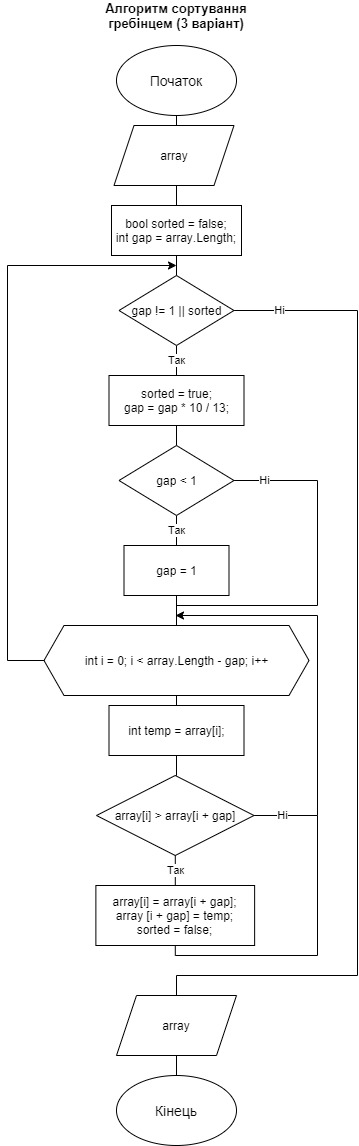 Алгоритм сортування
гребінцем (3 варіант)
Початок
array
bool sorted = false;
int gap = array.Length;
gap != 1 || sorted
Ні
Так
sorted = true;
gap = gap * 10 / 13;
gap < 1
Ні
Так
gap = 1
int i = 0; i < array.Length - gap; i++
int temp = array[i];
array[i] > array[i + gap]
Ні
Так
array[i] = array[i + gap];
array [i + gap] = temp;
sorted = false;
array
Кінець